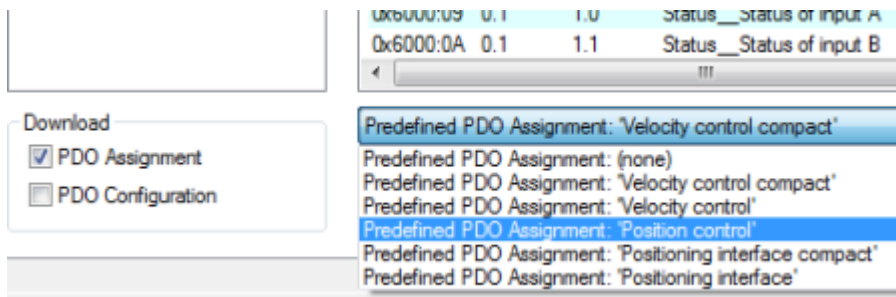 0x6000:09 0.1 1.0 Status__Status of input A
0x6000:0A 0.1 1.1 Status__Status of input B
Download
PDO Assignment
PDO Configuration
Predefined PDO Assignment: 'Velocity control compact'
Predefined PDO Assignment: (none)
Predefined PDO Assignment: 'Velocity control compact'
Predefined PDO Assignment: 'Velocity control'
Predefined PDO Assignment: 'Position control'
Predefined PDO Assignment: 'Positioning interface compact'
Predefined PDO Assignment: 'Positioning interface'